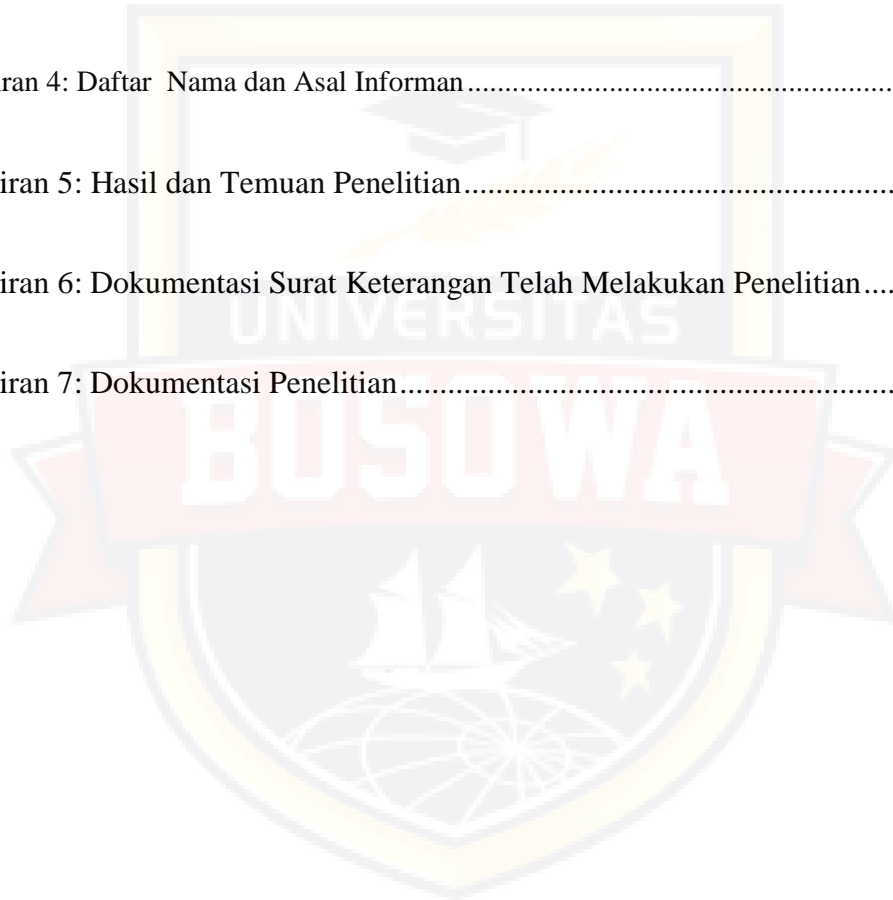 iran 4: Daftar Nama dan Asal Informan..........................................................
iran 5: Hasil dan Temuan Penelitian..........................................................
iran 6: Dokumentasi Surat Keterangan Telah Melakukan Penelitian....
UNIVERSITAS
iran 7: Dokumentasi Penelitian..................................................................
BOSOWA